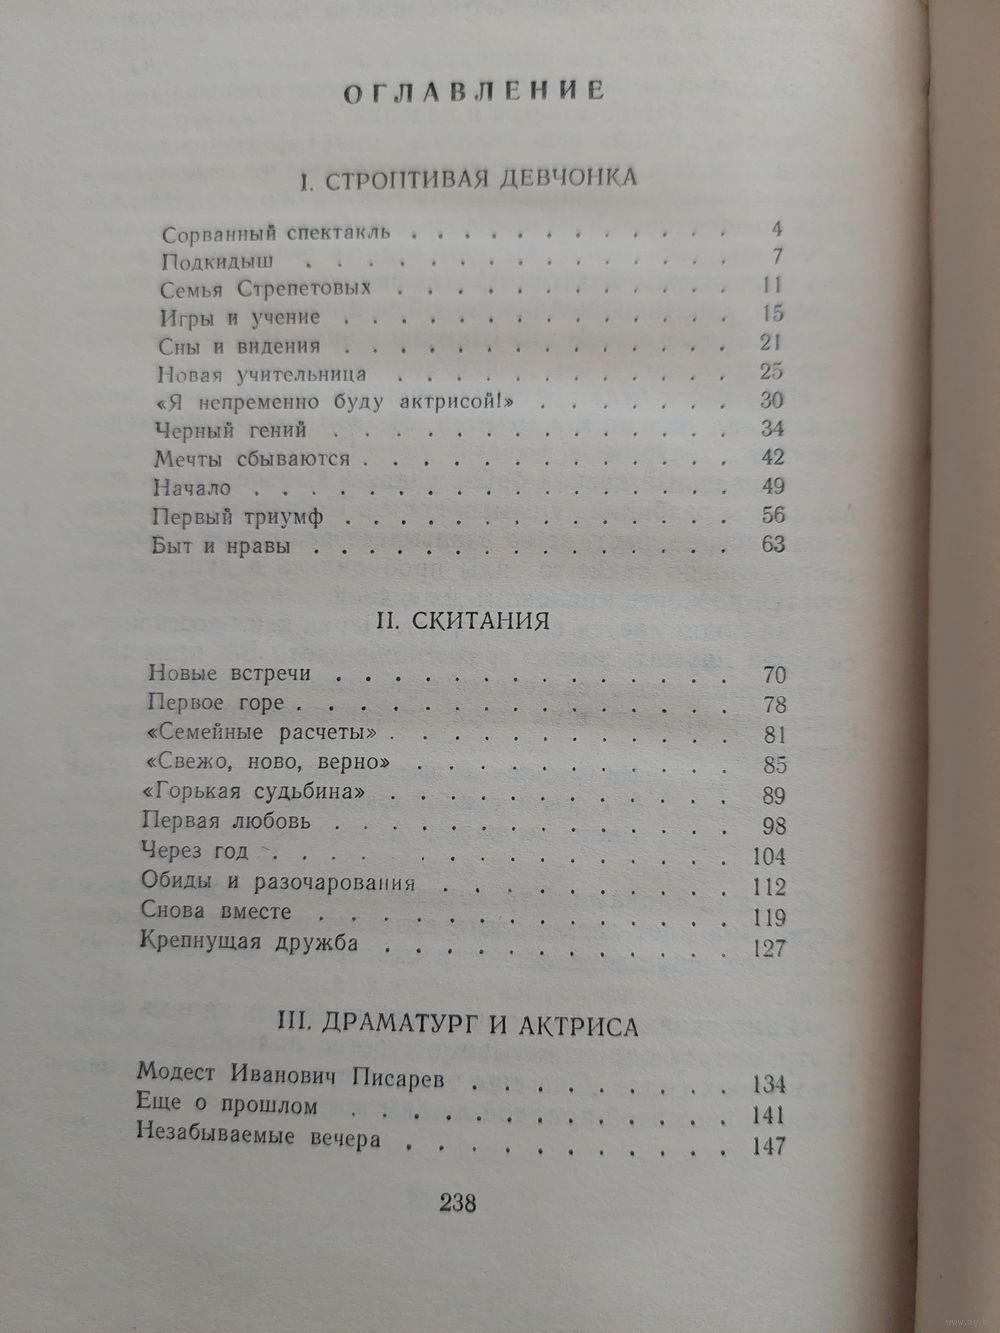 ОГЛАВЛЕНИЕ
I. СТРОПТИВАЯ ДЕВЧОНКА
Сорванный спектакль . . . . . . . . . . . . 4
Подкидыш . . . . . . . . . . . . . . 7
Семья Стрепетовых . . . . . . . . . . . . 11
Игры и учение . . . . . . . . . . . . . . 15
Сны и видения . . . . . . . . . . . . . . 21
Новая учительница . . . . . . . . . . . . 25
«Я непременно буду актрисой!» . . . . . . . 30
Черный гений . . . . . . . . . . . . . . 34
Мечты сбываются . . . . . . . . . . . . . 42
Начало . . . . . . . . . . . . . . . . . 49
Первый триумф . . . . . . . . . . . . . . 56
Быт и нравы . . . . . . . . . . . . . . . 63
II. СКИТАНИЯ
Новые встречи . . . . . . . . . . . . . . 70
Первое горе . . . . . . . . . . . . . . . 78
«Семейные расчеты» . . . . . . . . . . . . 81
«Свежо, ново, верно» . . . . . . . . . . . 85
«Горькая судьбина» . . . . . . . . . . . . 89
Первая любовь . . . . . . . . . . . . . . 98
Через год . . . . . . . . . . . . . . . 104
Обиды и разочарования . . . . . . . . . . 112
Снова вместе . . . . . . . . . . . . . . 119
Крепнущая дружба . . . . . . . . . . . . 127
III. ДРАМАТУРГ И АКТРИСА
Модест Иванович Писарев . . . . . . . . . 134
Еще о прошлом . . . . . . . . . . . . . 141
Незабываемые вечера . . . . . . . . . . . 147
238